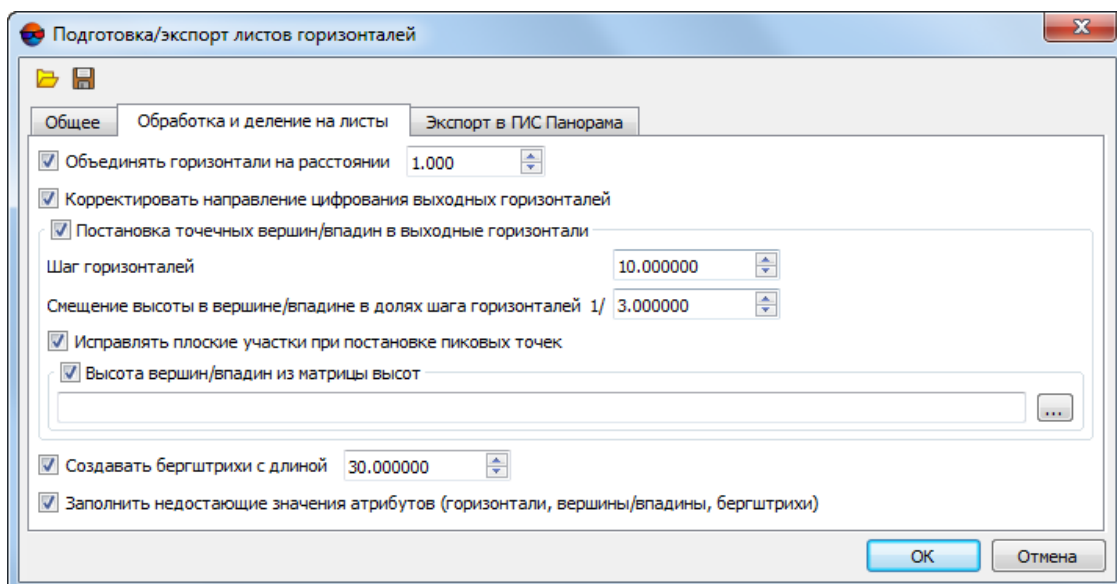 Подготовка/экспорт листов горизонталей
Общее Обработка и деление на листы Экспорт в ГИС Панорама
Объединять горизонтали на расстоянии 1.000
Корректировать направление цифрования выходных горизонталей
Постановка точечных вершин/впадин в выходные горизонтали
Шаг горизонталей 10.000000
Смещение высоты в вершине/впадине в долях шага горизонталей 1/ 3.000000
Исправлять плоские участки при постановке пиковых точек
Высота вершин/впадин из матрицы высот
...
Создавать бергштрихи с длиной 30.000000
Заполнить недостающие значения атрибутов (горизонтали, вершины/впадины, бергштрихи)
ОК Отмена